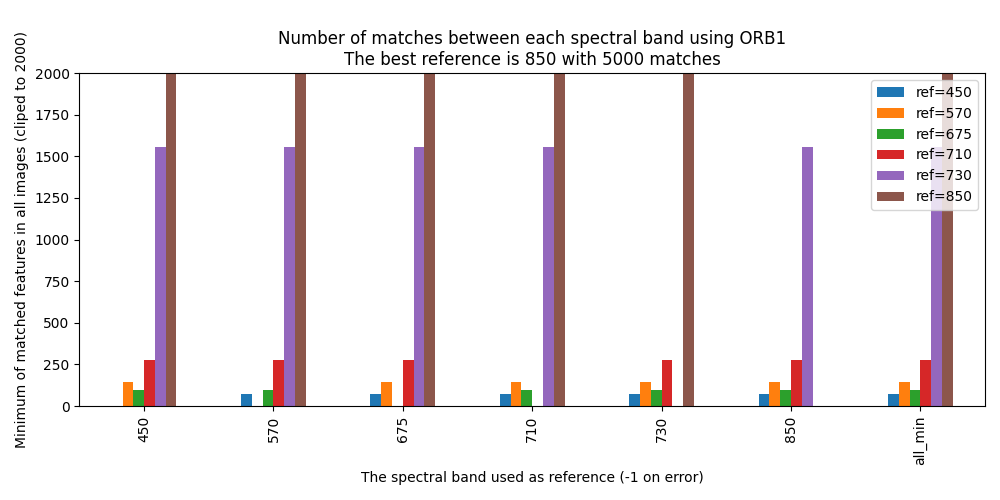 Number of matches between each spectral band using ORB1
The best reference is 850 with 5000 matches
Minimum of matched features in all images (cliped to 2000)
2000
1750
1500
1250
1000
750
500
250
0
ref=450
ref=570
ref=675
ref=710
ref=730
ref=850
450
570
675
710
730
850
all_min
The spectral band used as reference (-1 on error)